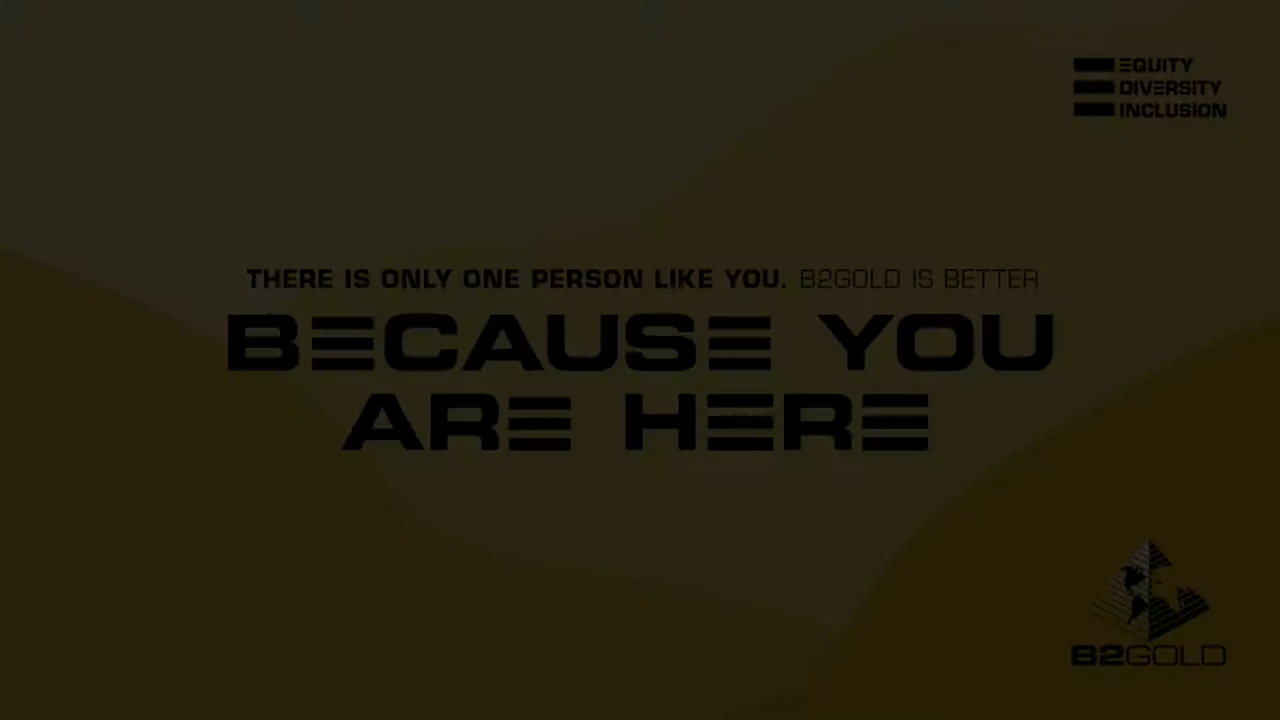 EQUITY
DIVERSITY
INCLUSION
THERE IS ONLY ONE PERSON LIKE YOU. B2GOLD IS BETTER
BECAUSE YOU
ARE HERE
B2GOLD